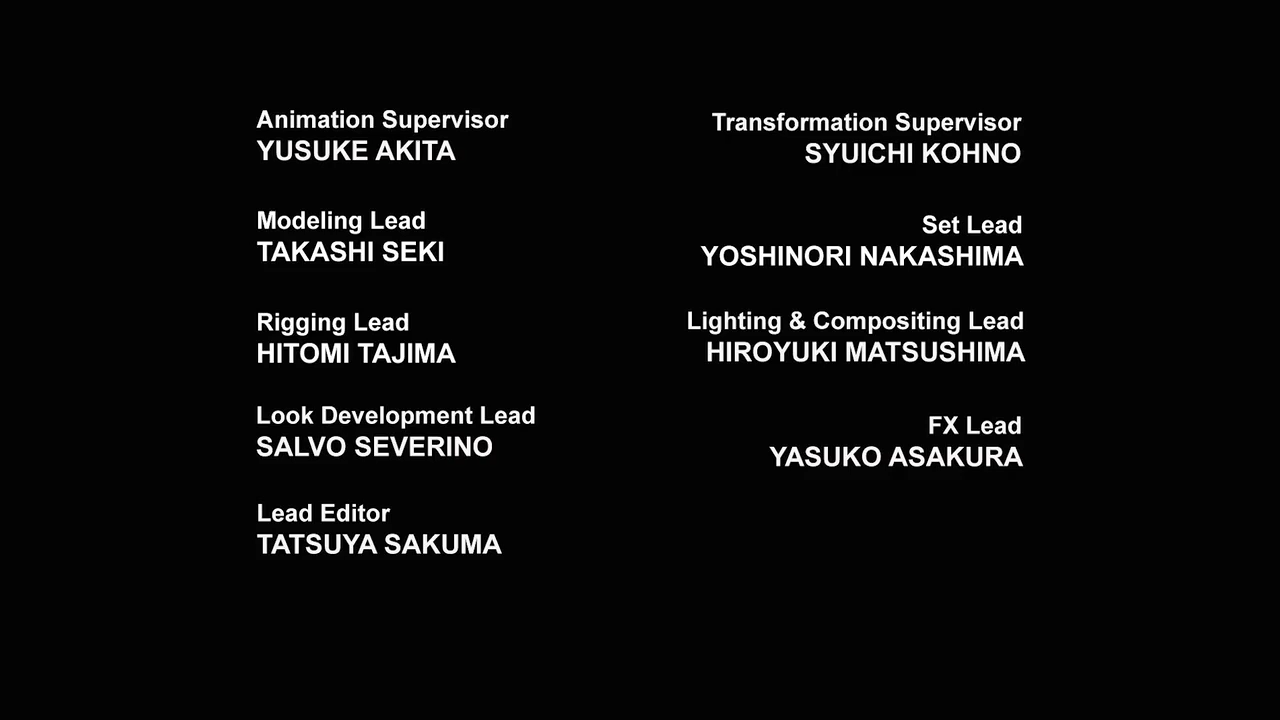 Animation Supervisor
YUSUKE AKITA
Transformation Supervisor
SYUICHI KOHNO
Modeling Lead
TAKASHI SEKI
Set Lead
YOSHINORI NAKASHIMA
Rigging Lead
HITOMI TAJIMA
Lighting & Compositing Lead
HIROYUKI MATSUSHIMA
Look Development Lead
SALVO SEVERINO
FX Lead
YASUKO ASAKURA
Lead Editor
TATSUYA SAKUMA